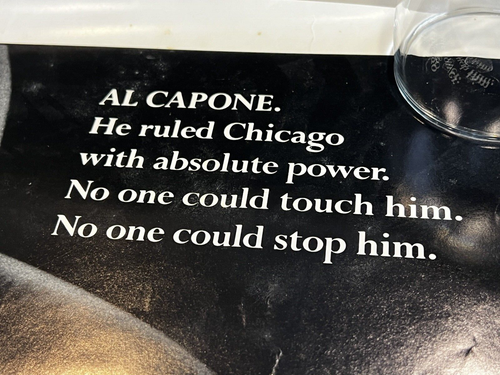 AL CAPONE.
He ruled Chicago
with absolute power.
No one could touch him.
No one could stop him.